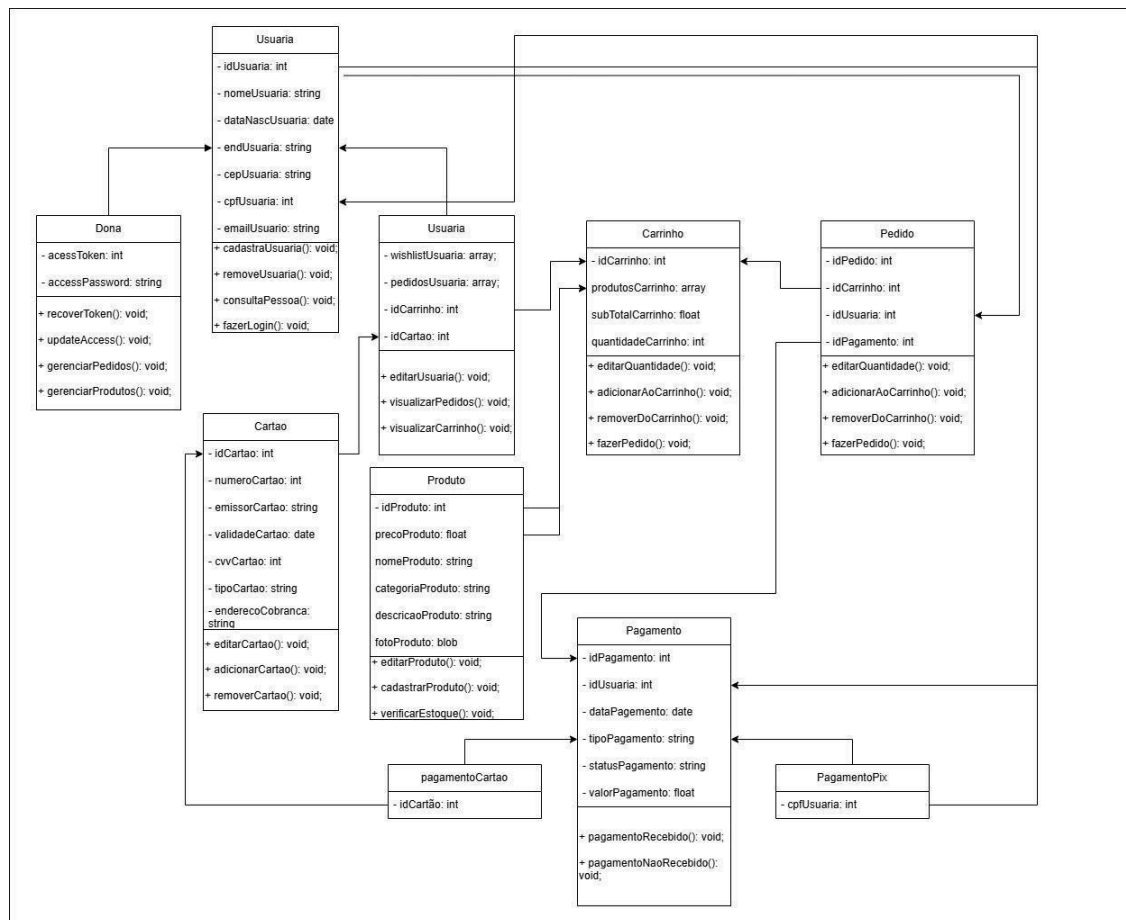 Usuaria
- idUsuaria: int
- nomeUsuaria: string
- dataNascUsuaria: date
- endUsuaria: string
- cepUsuaria: string
- cpfUsuaria: int
- emailUsuario: string
+ cadastraUsuaria(): void;
+ removeUsuaria(): void;
+ consultaPessoa(): void;
+ fazerLogin(): void;
Dona
- acessToken: int
- accessPassword: string
+ recoverToken(): void;
+ updateAccess(): void;
+ gerenciarPedidos(): void;
+ gerenciarProdutos(): void;
Usuaria
- wishlistUsuaria: array;
- pedidosUsuaria: array;
- idCarrinho: int
- idCartao: int
+ editarUsuaria(): void;
+ visualizarPedidos(): void;
+ visualizarCarrinho(): void;
Carrinho
- idCarrinho: int
produtosCarrinho: array
subTotalCarrinho: float
quantidadeCarrinho: int
+ editarQuantidade(): void;
+ adicionarAoCarrinho(): void;
+ removerDoCarrinho(): void;
+ fazerPedido(): void;
Pedido
- idPedido: int
- idCarrinho: int
- idUsuaria: int
- idPagamento: int
+ editarQuantidade(): void;
+ adicionarAoCarrinho(): void;
+ removerDoCarrinho(): void;
+ fazerPedido(): void;
Cartao
- idCartao: int
- numeroCartao: int
- emissorCartao: string
- validadeCartao: date
- cvvCartao: int
- tipoCartao: string
- enderecoCobranca:
string
+ editarCartao(): void;
+ adicionarCartao(): void;
+ removerCartao(): void;
Produto
- idProduto: int
precoProduto: float
nomeProduto: string
categoriaProduto: string
descricaoProduto: string
fotoProduto: blob
+ editarProduto(): void;
+ cadastrarProduto(): void;
+ verificarEstoque(): void;
Pagamento
- idPagamento: int
- idUsuaria: int
- dataPagemento: date
- tipoPagamento: string
- statusPagamento: string
- valorPagamento: float
+ pagamentoRecebido(): void;
+ pagamentoNaoRecebido():
void;
pagamentoCartao
- idCartão: int
PagamentoPix
- cpfUsuaria: int